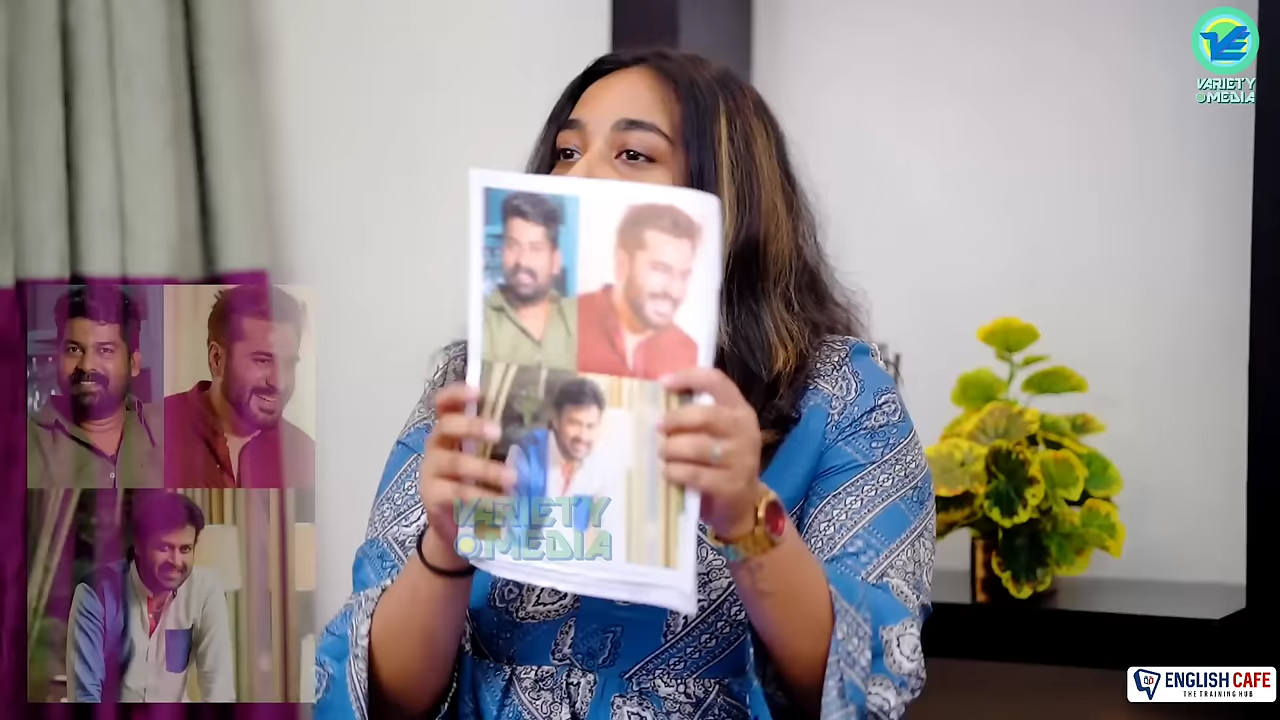 VARIETY
MEDIA
VARIETY
MEDIA
ENGLISH CAFE
THE TRAINING HUB